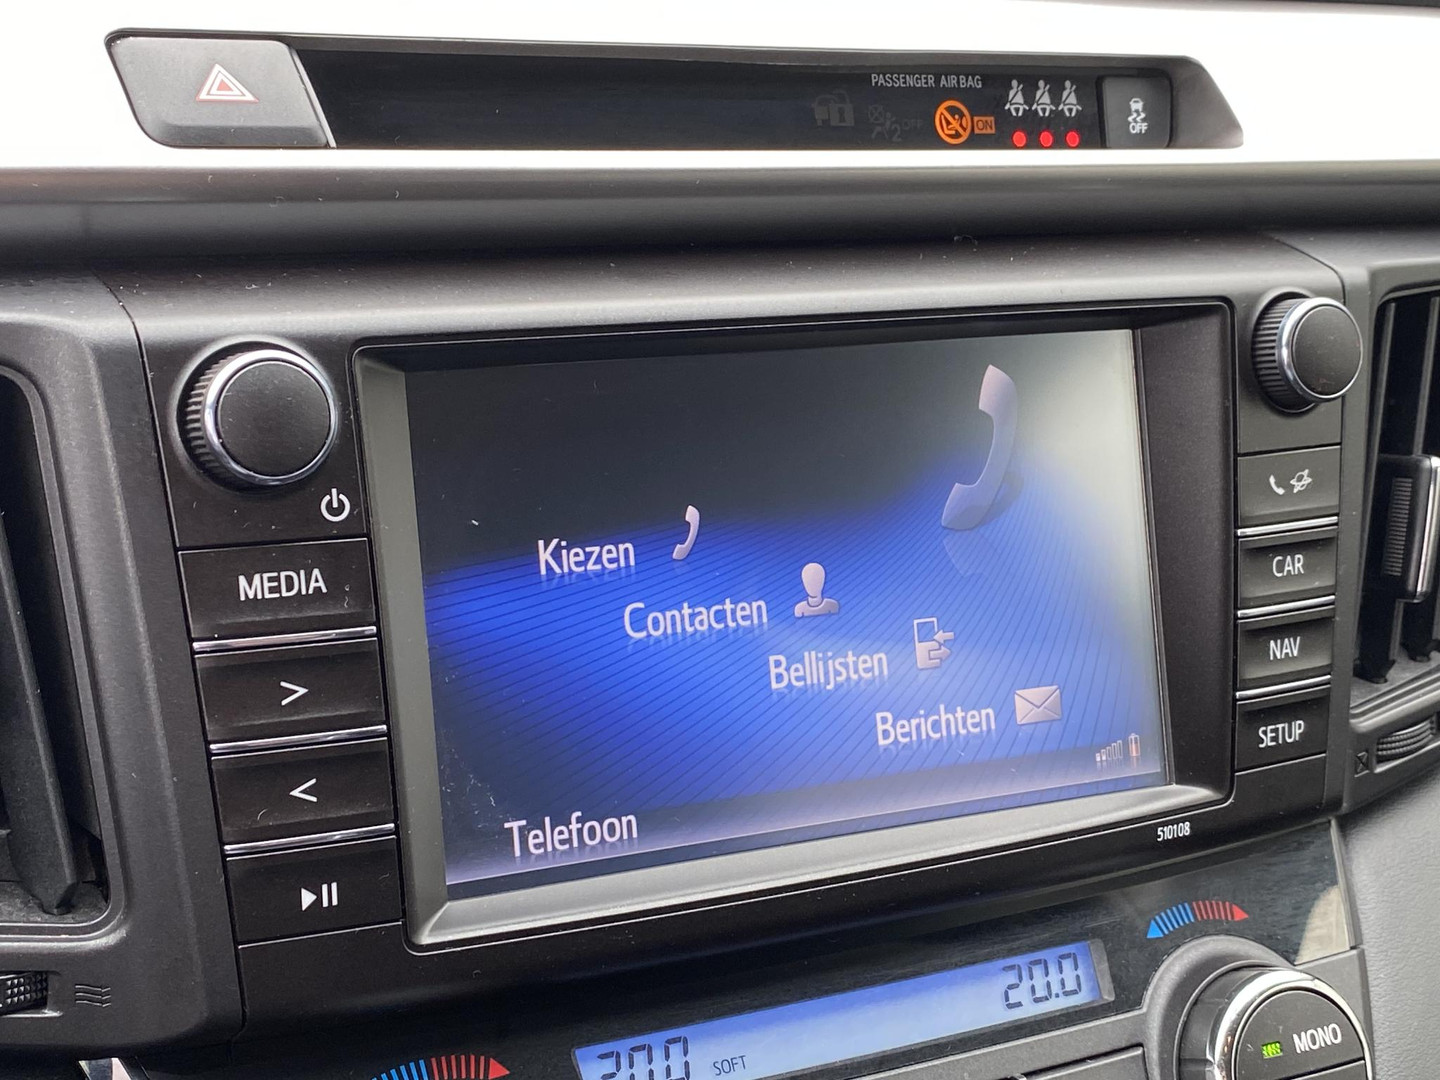 PASSENGER AIR BAG
OFF
ON
OFF
MEDIA
>
<
Kiezen
Contacten
Bellijsten
Berichten
Telefoon
CAR
NAV
SETUP
510108
20.0
20.0
SOFT
MONO